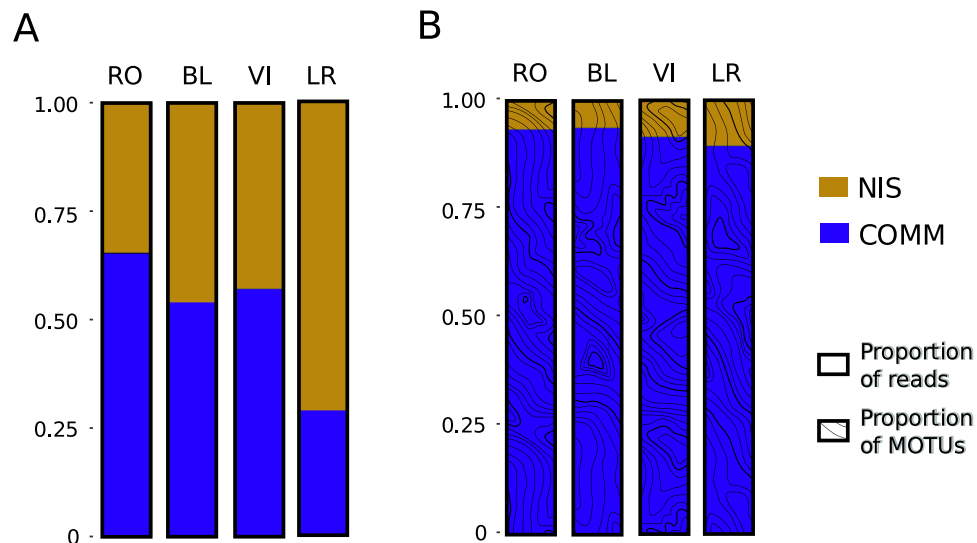 A
RO BL VI LR
1.00
0.75
0.50
0.25
0
B
RO BL VI LR
1.00
0.75
0.50
0.25
0
NIS
COMM
Proportion
of reads
Proportion
of MOTUs